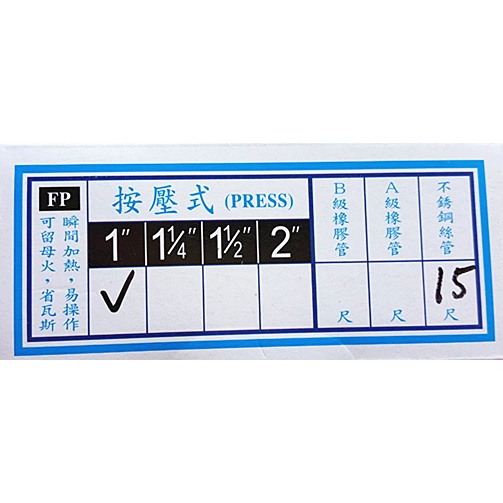 FP
瞬間加熱，易操作
可留母火，省瓦斯
按壓式 (PRESS)
1" 1¼" 1½" 2"
✓
B級橡膠管
尺
A級橡膠管
尺
不銹鋼絲管
15
尺